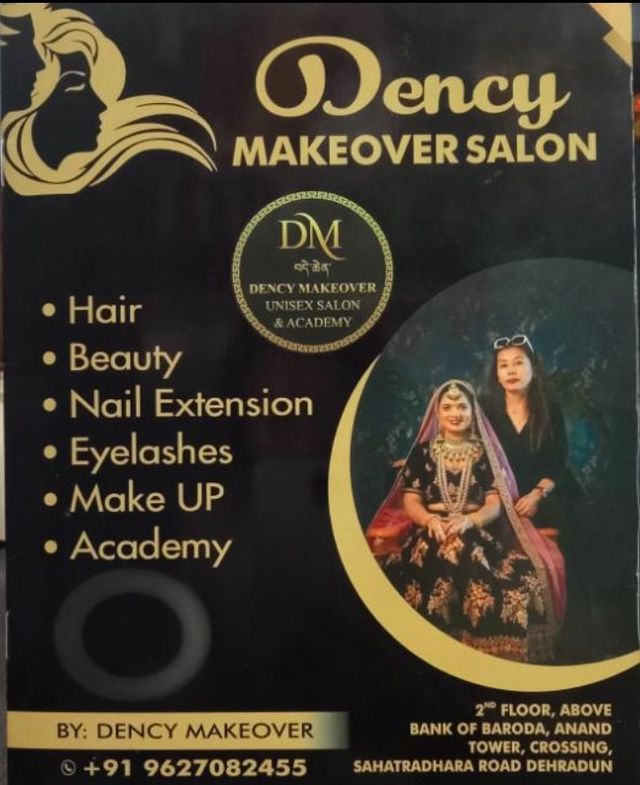 Dency
MAKEOVER SALON
DM
བདེ་ཆེན་
DENCY MAKEOVER
UNISEX SALON
& ACADEMY
• Hair
• Beauty
• Nail Extension
• Eyelashes
• Make UP
• Academy
BY: DENCY MAKEOVER
+91 9627082455
2ND FLOOR, ABOVE
BANK OF BARODA, ANAND
TOWER, CROSSING,
SAHATRADHARA ROAD DEHRADUN